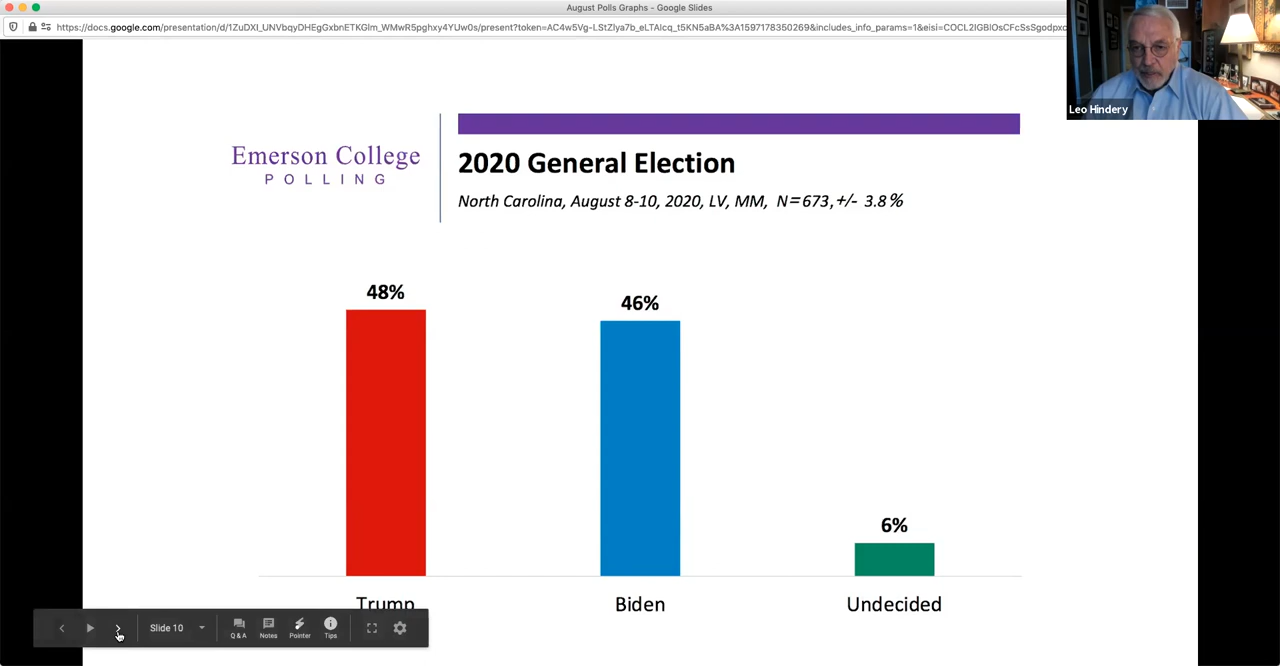 August Polls Graphs - Google Slides
Leo Hindery
Emerson College
POLLING
2020 General Election
North Carolina, August 8-10, 2020, LV, MM, N=673, +/- 3.8%
48%
46%
6%
Trump
Biden
Undecided
Slide 10
Q & A
Notes
Pointer
Tips